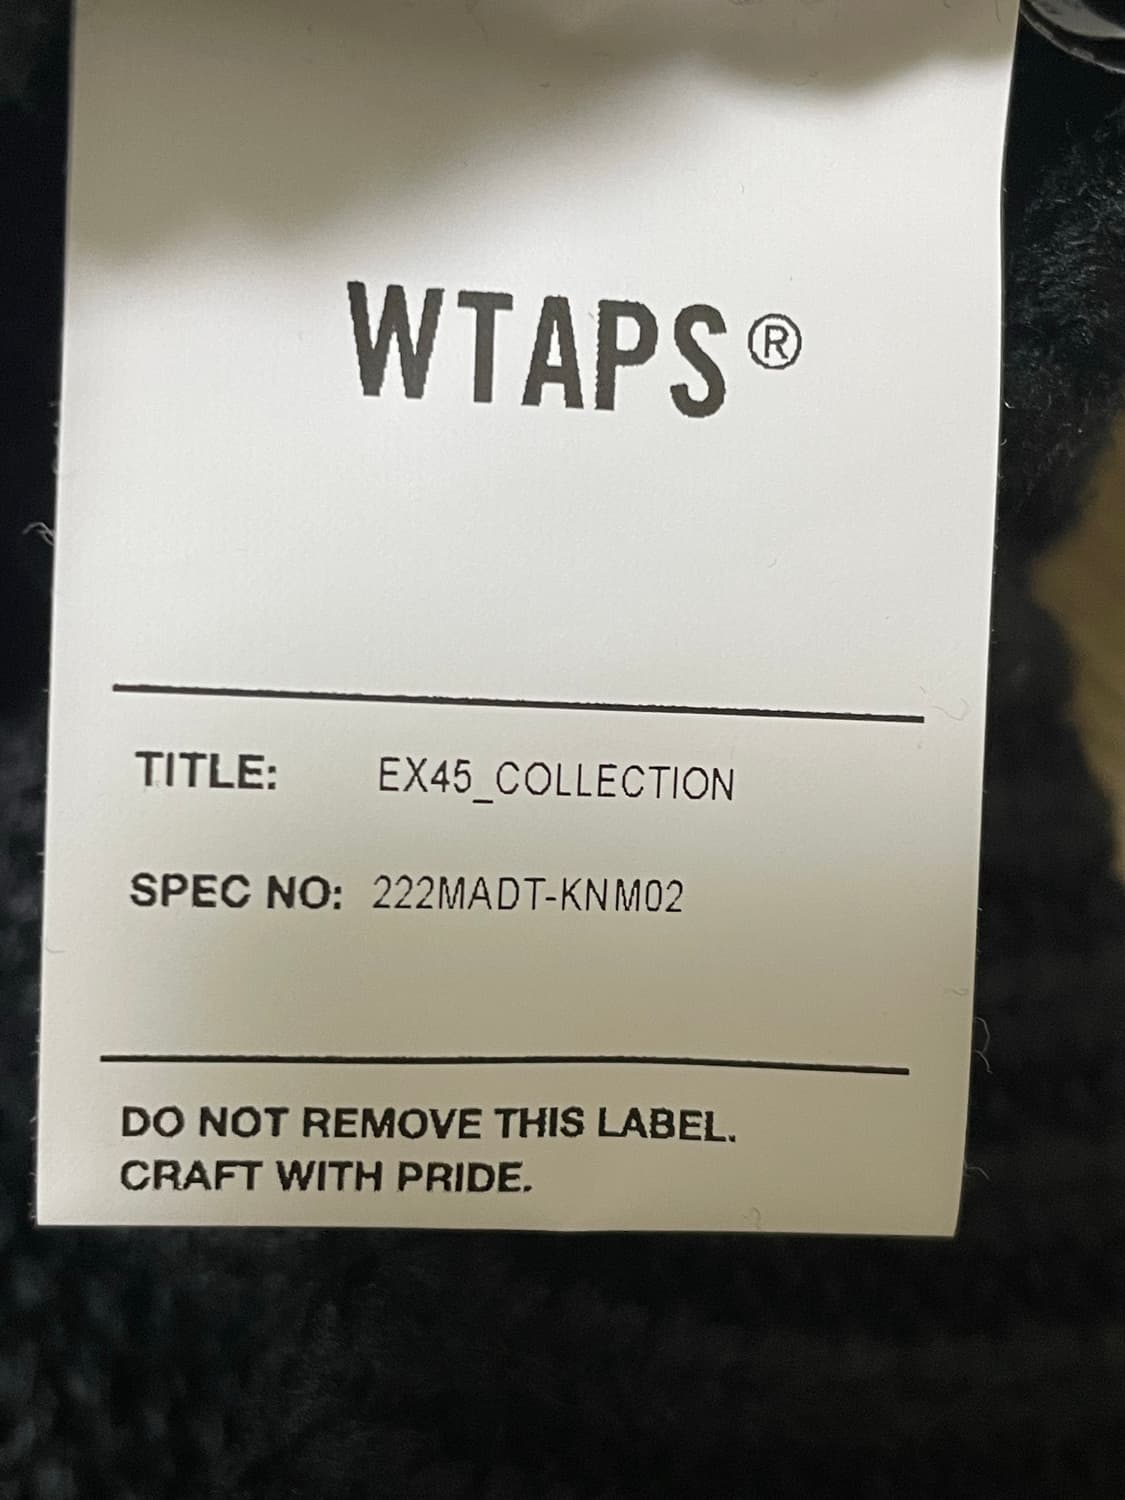 WTAPS®
TITLE: EX45_COLLECTION
SPEC NO: 222MADT-KNM02
DO NOT REMOVE THIS LABEL.
CRAFT WITH PRIDE.